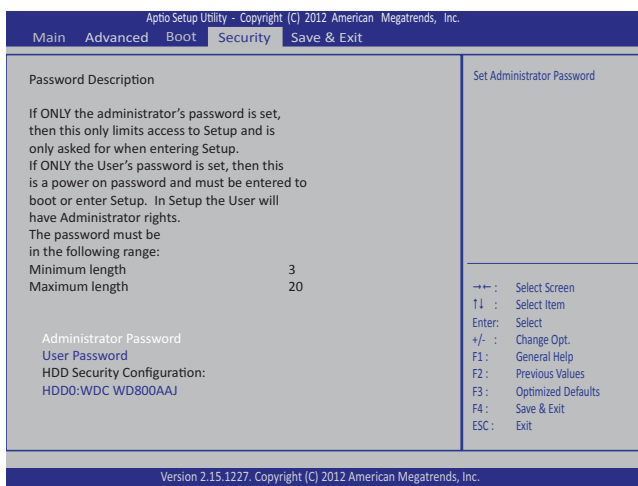 Aptio Setup Utility - Copyright (C) 2012 American Megatrends, Inc.
Main Advanced Boot Security Save & Exit
Password Description
If ONLY the administrator's password is set,
then this only limits access to Setup and is
only asked for when entering Setup.
If ONLY the User's password is set, then this
is a power on password and must be entered to
boot or enter Setup. In Setup the User will
have Administrator rights.
The password must be
in the following range:
Minimum length 3
Maximum length 20
Administrator Password
User Password
HDD Security Configuration:
HDD0:WDC WD800AAJ
Set Administrator Password
→← : Select Screen
↑↓ : Select Item
Enter: Select
+/- : Change Opt.
F1 : General Help
F2 : Previous Values
F3 : Optimized Defaults
F4 : Save & Exit
ESC : Exit
Version 2.15.1227. Copyright (C) 2012 American Megatrends, Inc.